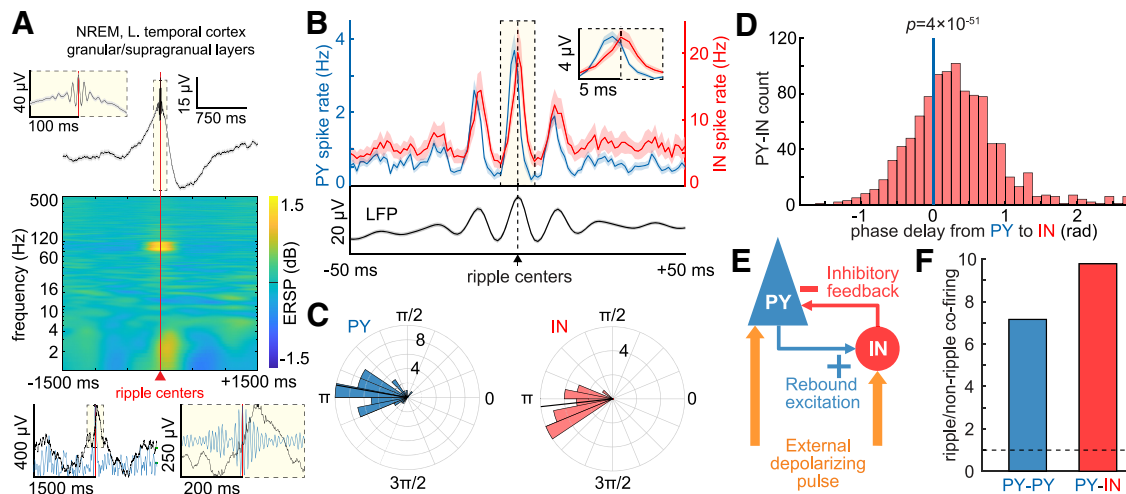 A
NREM, L. temporal cortex
granular/supragranual layers
40 µV
100 ms
15 µV
750 ms
500
120
60
16
10
4
2
frequency (Hz)
1.5
-1.5
ERSP (dB)
-1500 ms
+1500 ms
ripple centers
400 µV
1500 ms
250 µV
200 ms
B
PY spike rate (Hz)
4
2
0
4 µV
5 ms
20
15
10
5
0
IN spike rate (Hz)
LFP
20 µV
-50 ms
ripple centers
+50 ms
C
PY
π/2
8
4
π
0
3π/2
IN
π/2
4
π
0
3π/2
D
p=4×10-51
PY-IN count
120
80
40
0
-1
0
1
2
phase delay from PY to IN (rad)
E
PY
Inhibitory
feedback
IN
Rebound
excitation
External
depolarizing
pulse
F
ripple/non-ripple co-firing
10
8
6
4
2
0
PY-PY
PY-IN